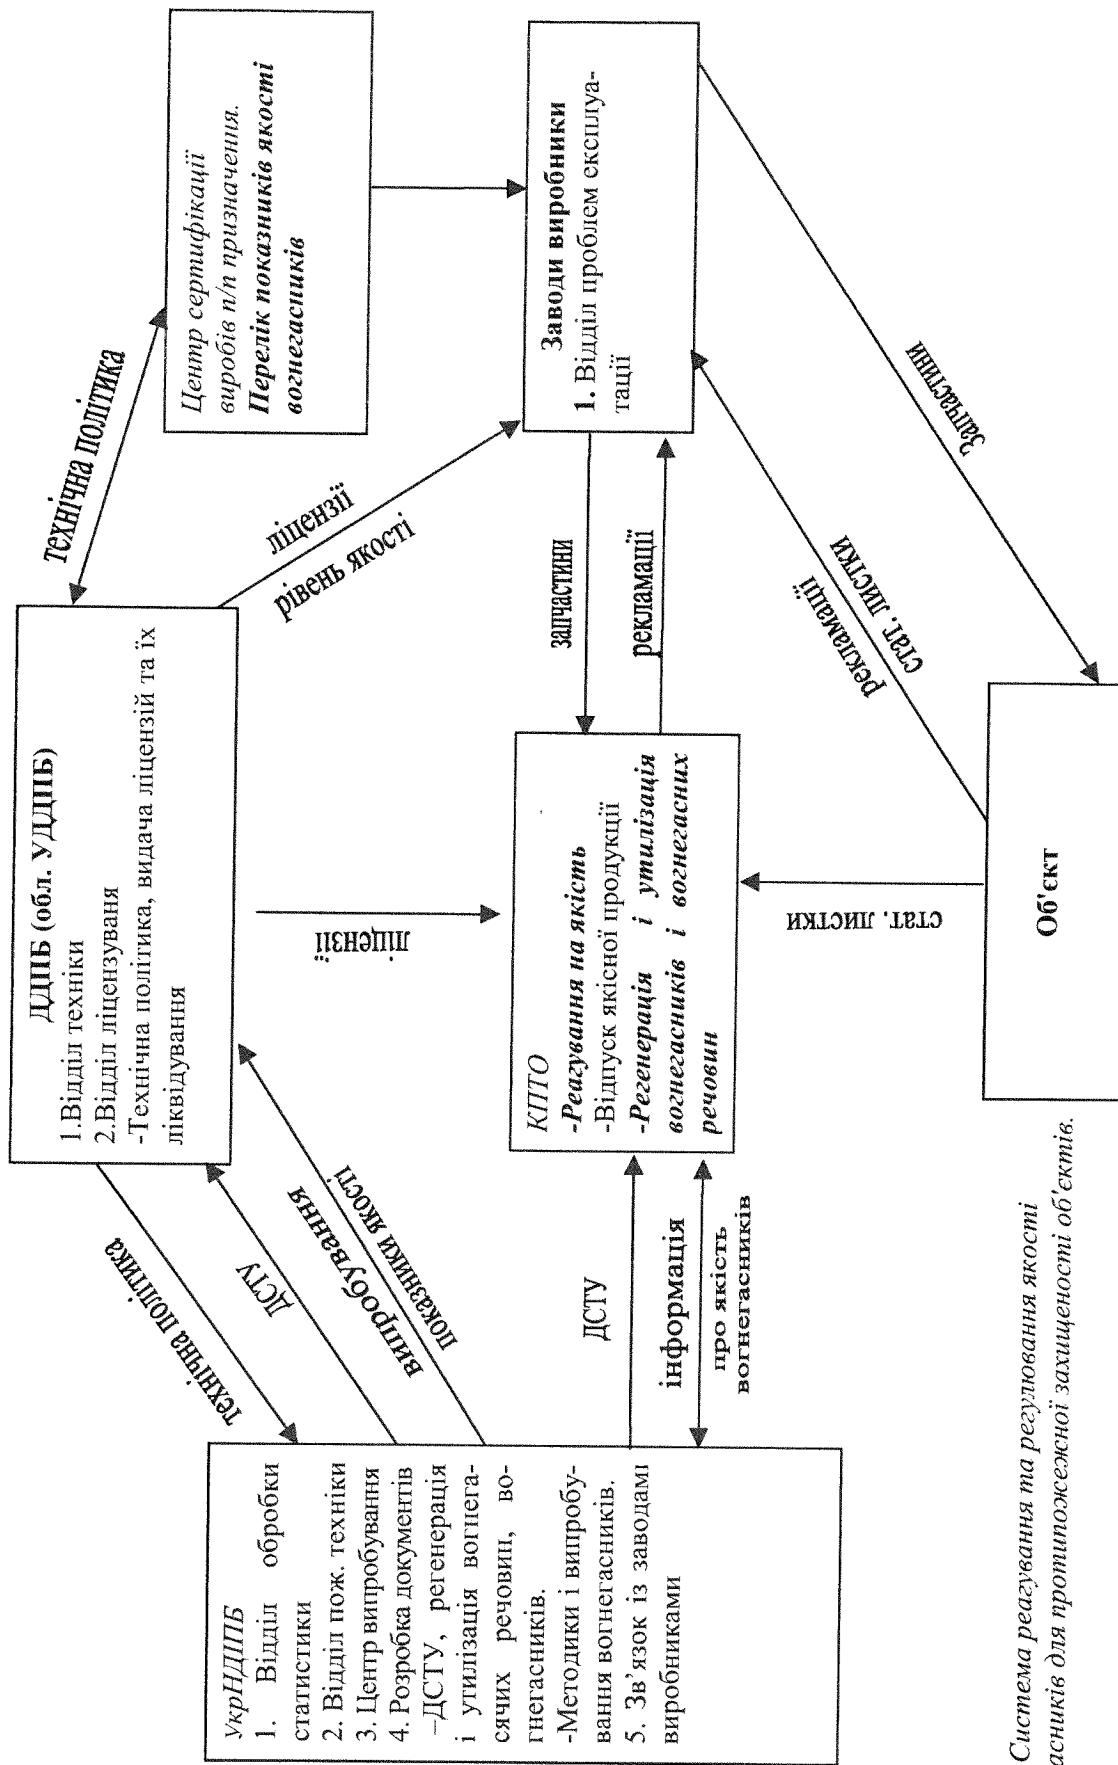 ДДПБ (обл. УДДПБ)
1.Відділ техніки
2.Відділ ліцензуваня
-Технічна політика, видача ліцензій та їх
ліквідування
технічна політика
Центр сертифікації
виробів п/п призначення.
Перелік показників якості
вогнегасників
технічна політика
ДСТУ
випробування
показники якості
ліцензії
ліцензії
рівень якості
УкрНДІПБ
1. Відділ обробки
статистики
2. Відділ пож. техніки
3. Центр випробування
4. Розробка документів
–ДСТУ, регенерація
і утилізація вогнега-
сячих речовин, во-
гнегасників.
-Методики і випробу-
вання вогнегасників.
5. Зв’язок із заводамі
виробниками
ДСТУ
інформація
про якість
вогнегасників
КПТО
-Реагування на якість
-Відпуск якісної продукції
-Регенерація і утилізація
вогнегасників і вогнегасних
речовин
запчастини
рекламації
Заводи виробники
1. Відділ проблем експлуа-
тації
стат. листки
рекламації
стат. листки
Запчастини
Об'єкт
Система реагування та регулювання якості
асників для протипожежної захищеності об'єктів.